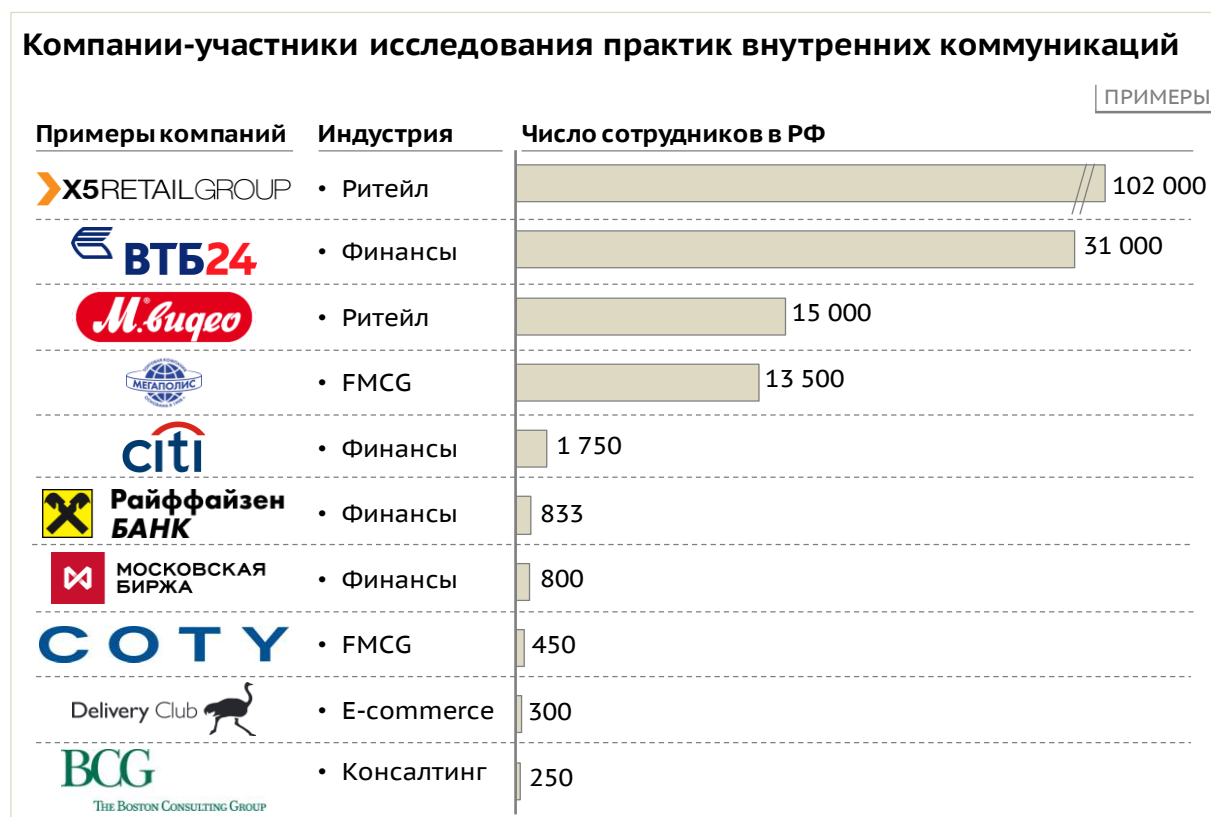 Компании-участники исследования практик внутренних коммуникаций
ПРИМЕРЫ
Примеры компаний Индустрия Число сотрудников в РФ
X5 RETAIL GROUP • Ритейл 102 000
ВТБ24 • Финансы 31 000
М.видео • Ритейл 15 000
МЕГАПОЛИС • FMCG 13 500
citi • Финансы 1 750
Райффайзен
БАНК • Финансы 833
МОСКОВСКАЯ
БИРЖА • Финансы 800
COTY • FMCG 450
Delivery Club • E-commerce 300
BCG • Консалтинг 250
THE BOSTON CONSULTING GROUP